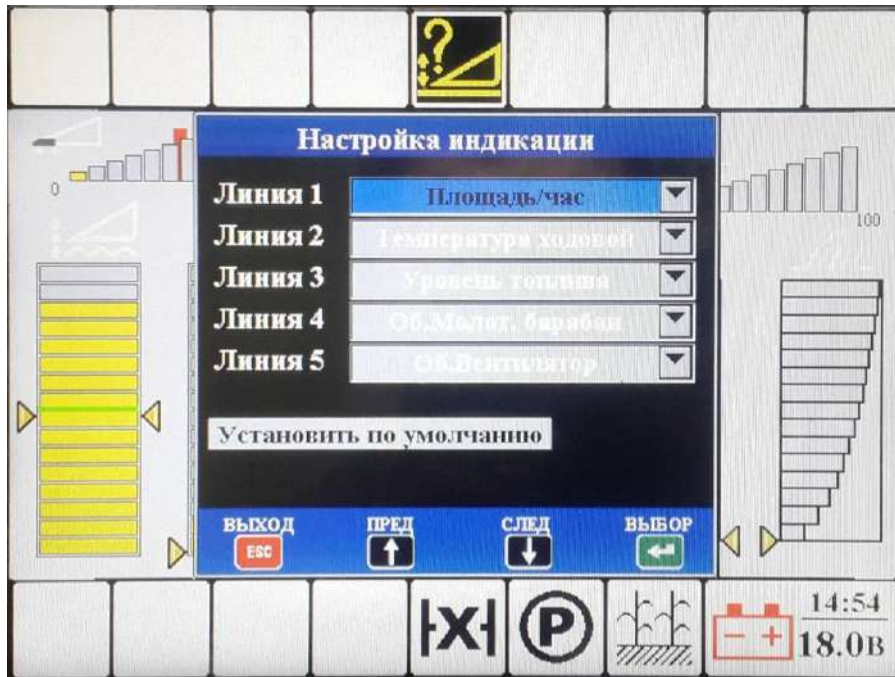 ?
Настройка индикации
0
Линия 1 Площадь/час
Линия 2 Температура ходовой
Линия 3 Уровень топлива
Линия 4 Об.Молот. барабан
Линия 5 Об.Вентилятор
100
Установить по умолчанию
ВЫХОД ПРЕД СЛЕД ВЫБОР
ESC
X P 14:54
- + 18.0В